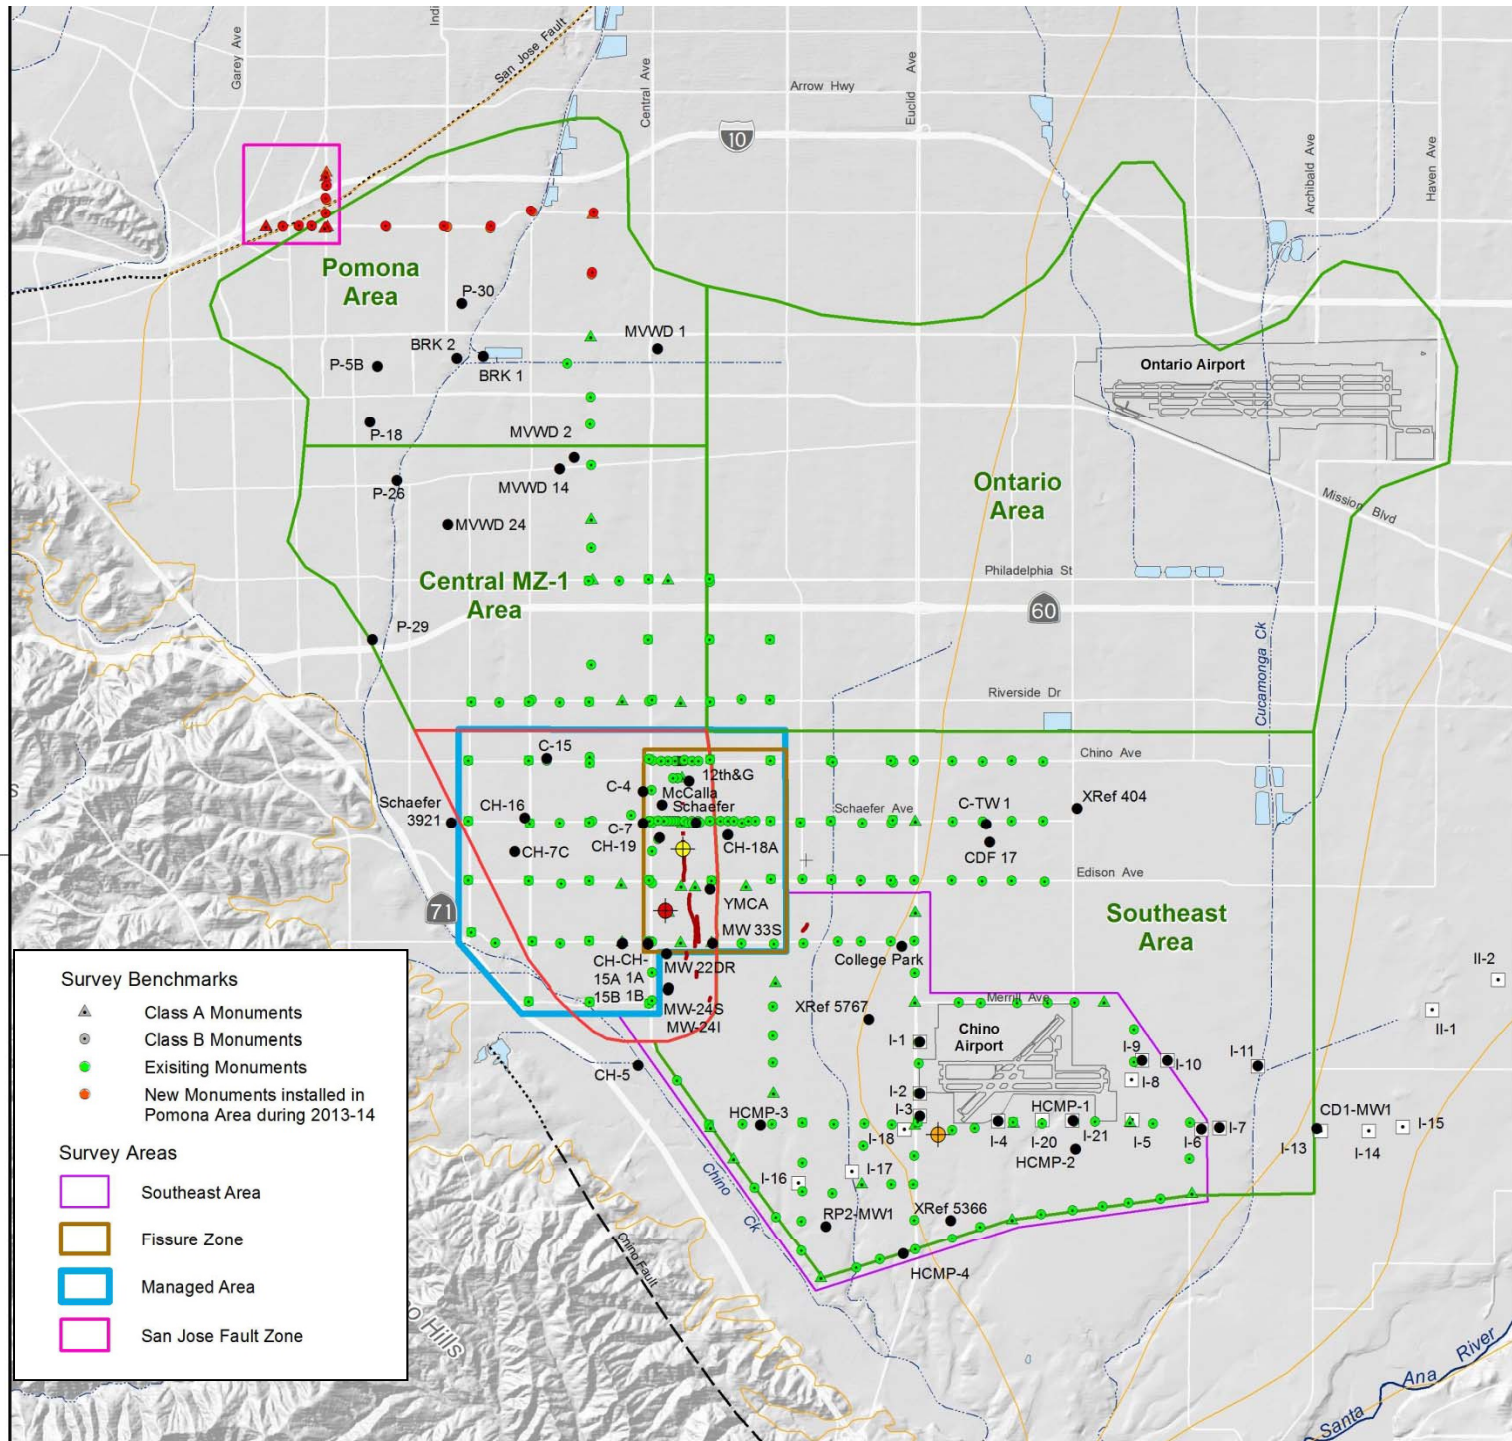 Garey Ave
Indi
San Jose Fault
Central Ave
Arrow Hwy
Euclid Ave
10
Archibald Ave
Haven Ave
Pomona
Area
P-30
BRK 2
BRK 1
MVWD 1
P-5B
P-18
Ontario Airport
MVWD 2
MVWD 14
P-26
MVWD 24
Ontario
Area
Mission Blvd
Central MZ-1
Area
Philadelphia St
60
P-29
Cucamonga Ck
Riverside Dr
C-15
Chino Ave
12th&G
C-4
McCalla
Schaefer
3921
CH-16
Schaefer
Schaefer Ave
C-TW 1
XRef 404
C-7
CH-19
CH-18A
CH-7C
CDF 17
Edison Ave
71
YMCA
Southeast
Area
MW 33S
College Park
CH-
15A
15B
CH-
1A
1B
MW 22DR
MW-24S
MW-24I
XRef 5767
Merrill Ave
II-2
II-1
Chino
Airport
I-1
I-9
I-10
I-11
I-8
CH-5
I-2
HCMP-3
I-3
I-18
I-4
I-20
HCMP-1
I-21
HCMP-2
I-5
I-6
I-7
CD1-MW1
I-13
I-14
I-15
I-16
I-17
Chino
Ck
RP2-MW1
XRef 5366
HCMP-4
Chino Fault
o Hills
Santa Ana River
Survey Benchmarks
Class A Monuments
Class B Monuments
Exisiting Monuments
New Monuments installed in
Pomona Area during 2013-14
Survey Areas
Southeast Area
Fissure Zone
Managed Area
San Jose Fault Zone